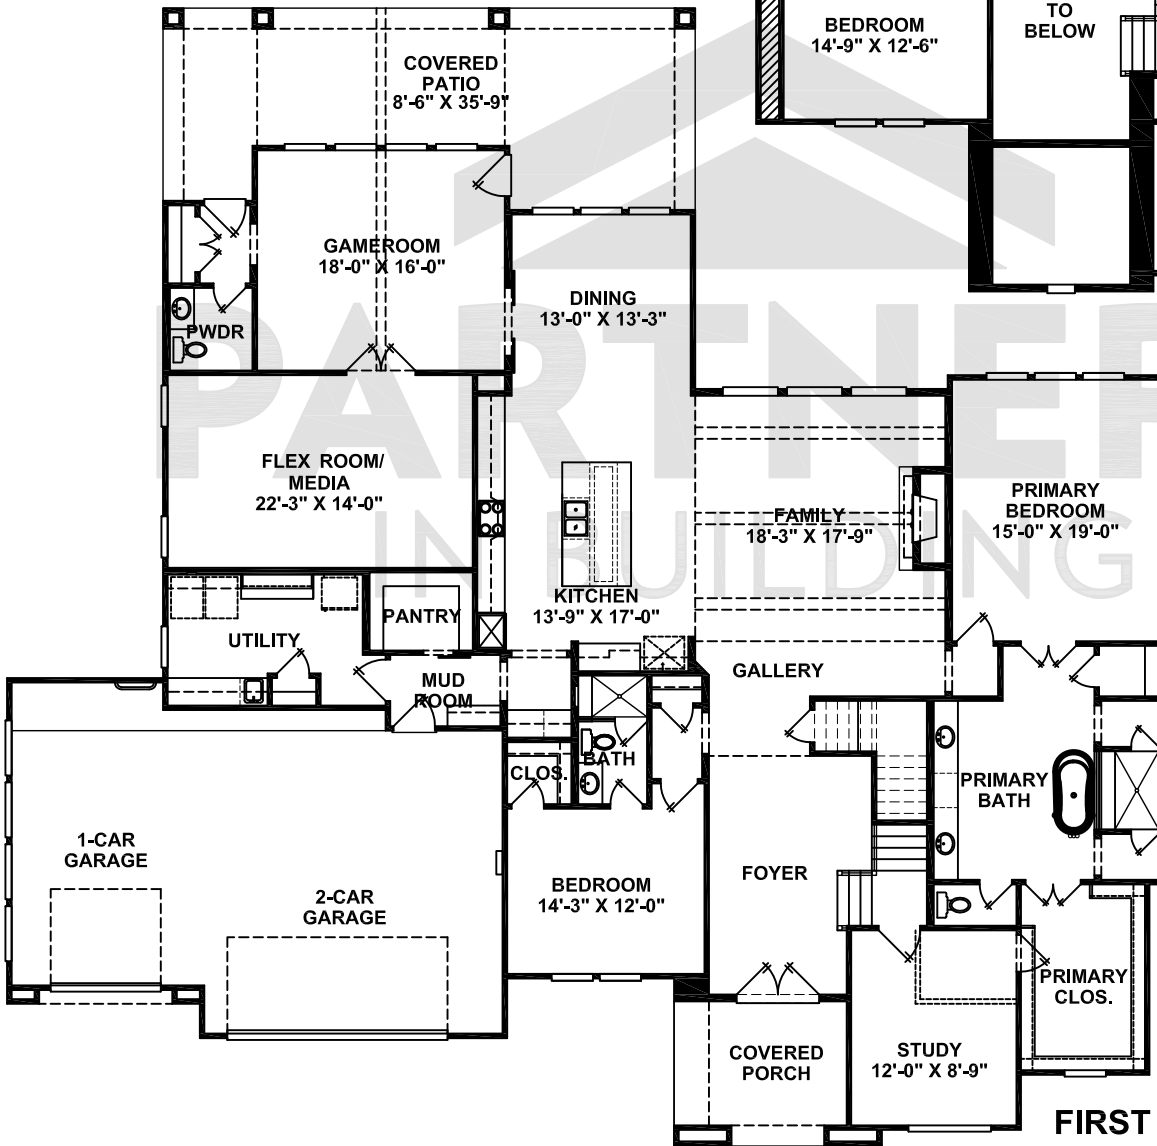 TO
BELOW
BEDROOM
14'-9" X 12'-6"
COVERED
PATIO
8'-6" X 35'-9"
GAMEROOM
18'-0" X 16'-0"
DINING
13'-0" X 13'-3"
PWDR
PARTNER
FLEX ROOM/
MEDIA
22'-3" X 14'-0"
FAMILY
18'-3" X 17'-9"
PRIMARY
BEDROOM
15'-0" X 19'-0"
IN BUILDING
KITCHEN
13'-9" X 17'-0"
PANTRY
UTILITY
GALLERY
MUD
ROOM
BATH
CLOS.
PRIMARY
BATH
1-CAR
GARAGE
2-CAR
GARAGE
BEDROOM
14'-3" X 12'-0"
FOYER
PRIMARY
CLOS.
COVERED
PORCH
STUDY
12'-0" X 8'-9"
FIRST